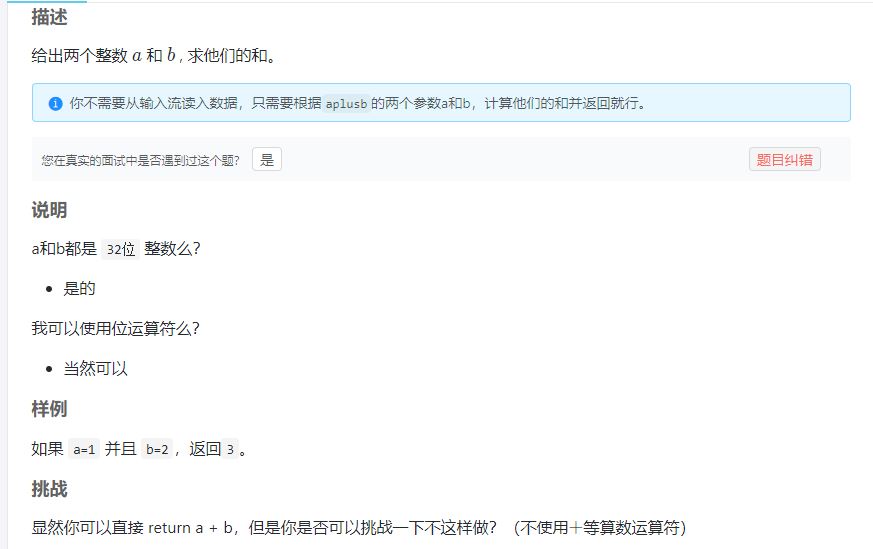 描述
给出两个整数 a 和 b , 求他们的和。
你不需要从输入流读入数据，只需要根据aplusb的两个参数a和b，计算他们的和并返回就行。
您在真实的面试中是否遇到过这个题? 是 题目纠错
说明
a和b都是 32位 整数么？
是的
我可以使用位运算符么？
当然可以
样例
如果 a=1 并且 b=2，返回 3 。
挑战
显然你可以直接 return a + b，但是你是否可以挑战一下不这样做？（不使用＋等算数运算符）